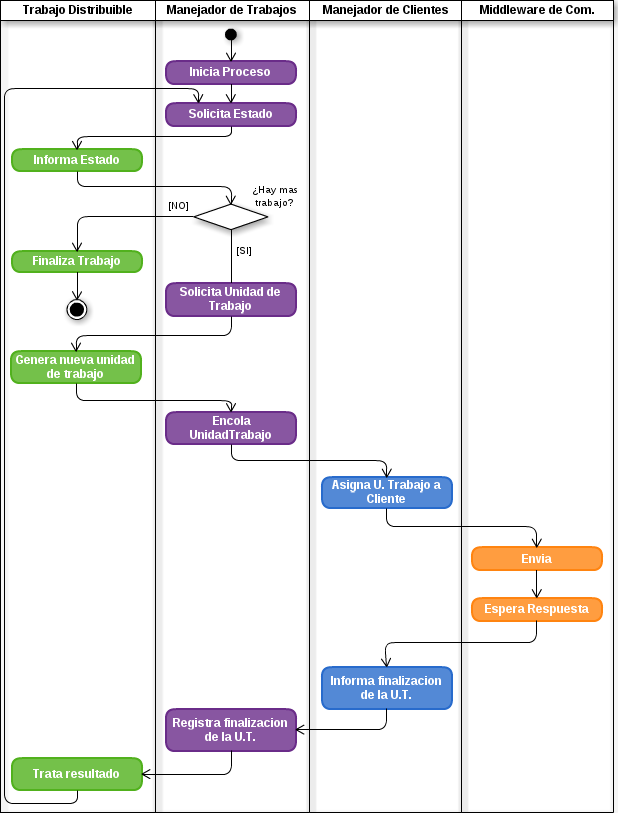 Trabajo Distribuible
Manejador de Trabajos
Manejador de Clientes
Middleware de Com.
Inicia Proceso
Solicita Estado
Informa Estado
¿Hay mas
trabajo?
[NO]
[SI]
Finaliza Trabajo
Solicita Unidad de
Trabajo
Genera nueva unidad
de trabajo
Encola
UnidadTrabajo
Asigna U. Trabajo a
Cliente
Envia
Espera Respuesta
Informa finalizacion
de la U.T.
Registra finalizacion
de la U.T.
Trata resultado